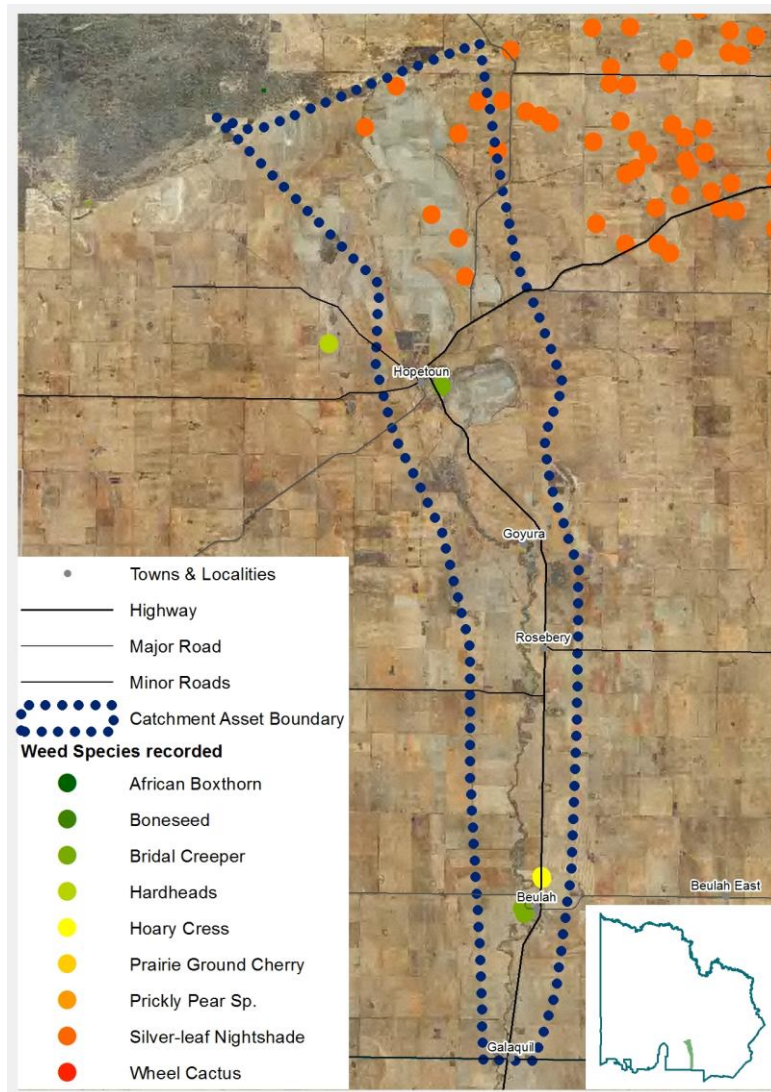 Hopetoun
Goyura
Rosebery
Beulah East
Beulah
Galaquil
Towns & Localities
Highway
Major Road
Minor Roads
Catchment Asset Boundary
Weed Species recorded
African Boxthorn
Boneseed
Bridal Creeper
Hardheads
Hoary Cress
Prairie Ground Cherry
Prickly Pear Sp.
Silver-leaf Nightshade
Wheel Cactus